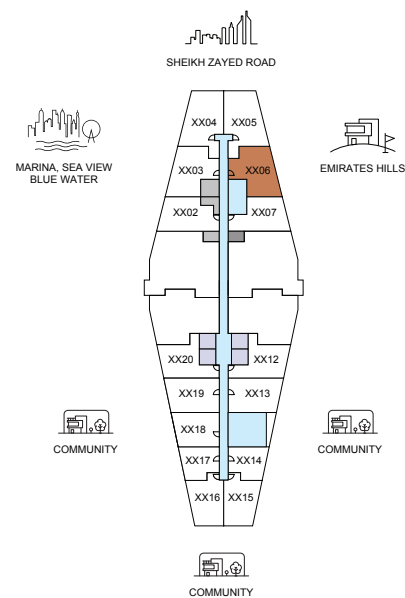 SHEIKH ZAYED ROAD
MARINA, SEA VIEW
BLUE WATER
EMIRATES HILLS
XX04 XX05
XX03 XX06
XX02 XX07
XX20 XX12
XX19 XX13
XX18
XX17 XX14
XX16 XX15
COMMUNITY
COMMUNITY
COMMUNITY